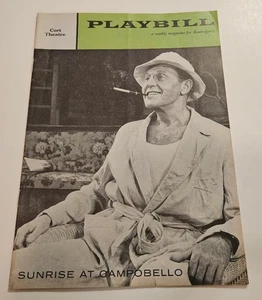 Cort
Theatre
PLAYBILL
a weekly magazine for theatregoers
SUNRISE AT CAMPOBELLO